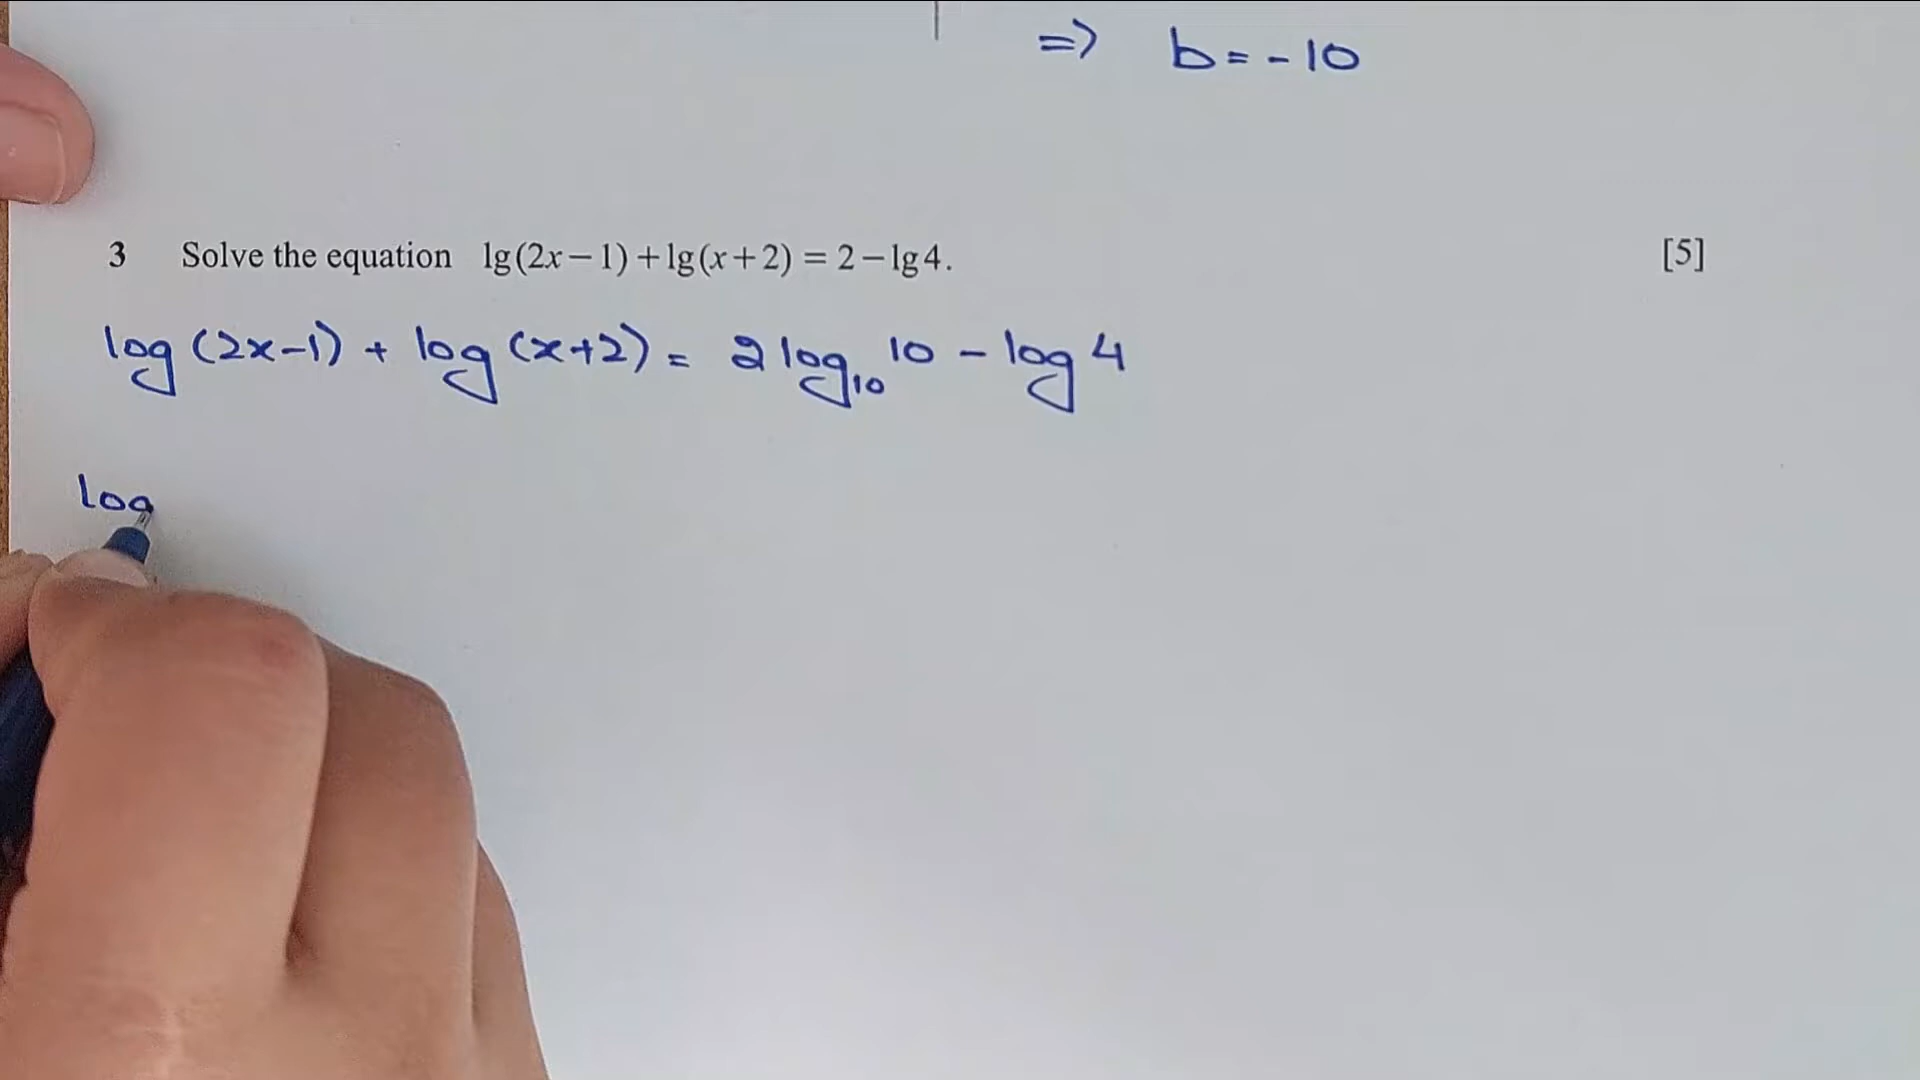 => b = - 10
3 Solve the equation lg(2x − 1) + lg(x + 2) = 2 − lg 4. [5]
log (2x-1) + log (x+2) = 2 log₁₀ 10 - log 4
log